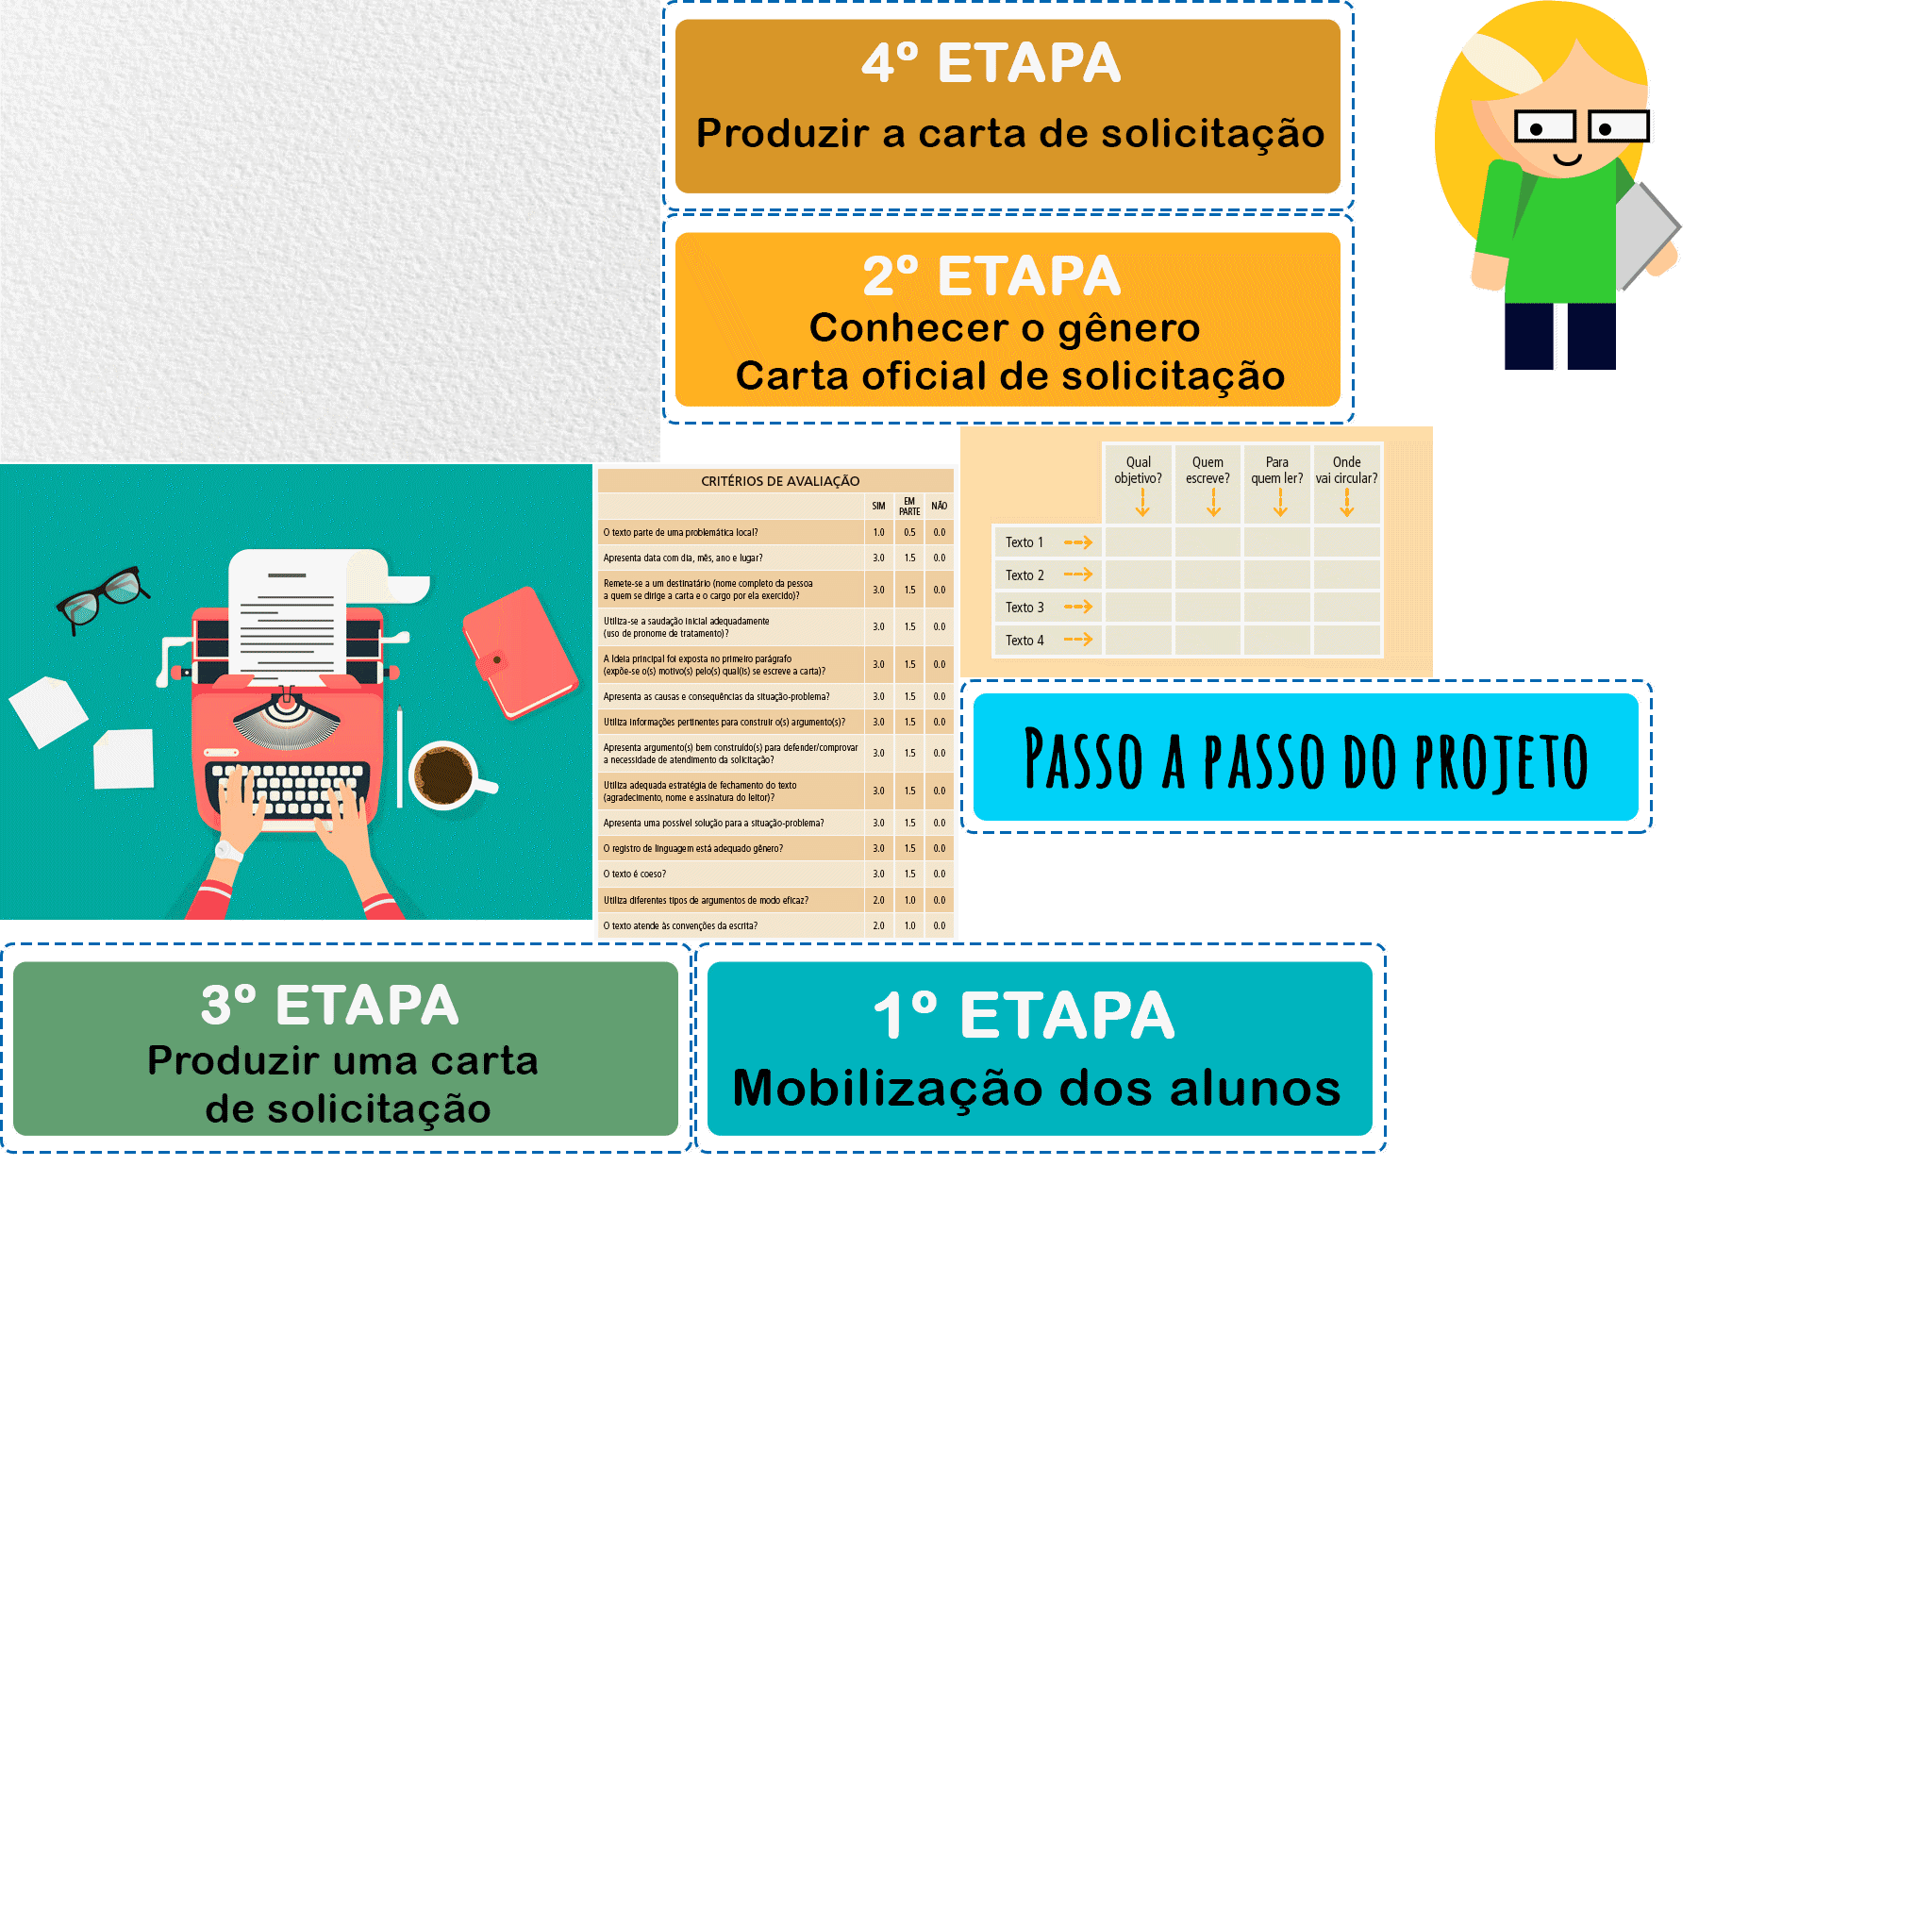 4º ETAPA
Produzir a carta de solicitação
2º ETAPA
Conhecer o gênero
Carta oficial de solicitação
CRITÉRIOS DE AVALIAÇÃO
SIM EM PARTE NÃO
O texto parte de uma problemática local? 1.0 0.5 0.0
Apresenta data com dia, mês, ano e lugar? 3.0 1.5 0.0
Remete-se a um destinatário (nome completo da pessoa
a quem se dirige a carta e o cargo por ela exercido)? 3.0 1.5 0.0
Utiliza-se a saudação inicial adequadamente
(uso de pronome de tratamento)? 3.0 1.5 0.0
A ideia principal foi exposta no primeiro parágrafo
(expõe-se o(s) motivo(s) pelo(s) qual(is) se escreve a carta)? 3.0 1.5 0.0
Apresenta as causas e consequências da situação-problema? 3.0 1.5 0.0
Utiliza informações pertinentes para construir o(s) argumento(s)? 3.0 1.5 0.0
Apresenta argumento(s) bem construído(s) para defender/comprovar
a necessidade de atendimento da solicitação? 3.0 1.5 0.0
Utiliza adequada estratégia de fechamento do texto
(agradecimento, nome e assinatura do leitor)? 3.0 1.5 0.0
Apresenta uma possível solução para a situação-problema? 3.0 1.5 0.0
O registro de linguagem está adequado gênero? 3.0 1.5 0.0
O texto é coeso? 3.0 1.5 0.0
Utiliza diferentes tipos de argumentos de modo eficaz? 2.0 1.0 0.0
O texto atende às convenções da escrita? 2.0 1.0 0.0
Qual Quem Para Onde
objetivo? escreve? quem ler? vai circular?
Texto 1
Texto 2
Texto 3
Texto 4
PASSO A PASSO DO PROJETO
3º ETAPA
Produzir uma carta
de solicitação
1º ETAPA
Mobilização dos alunos